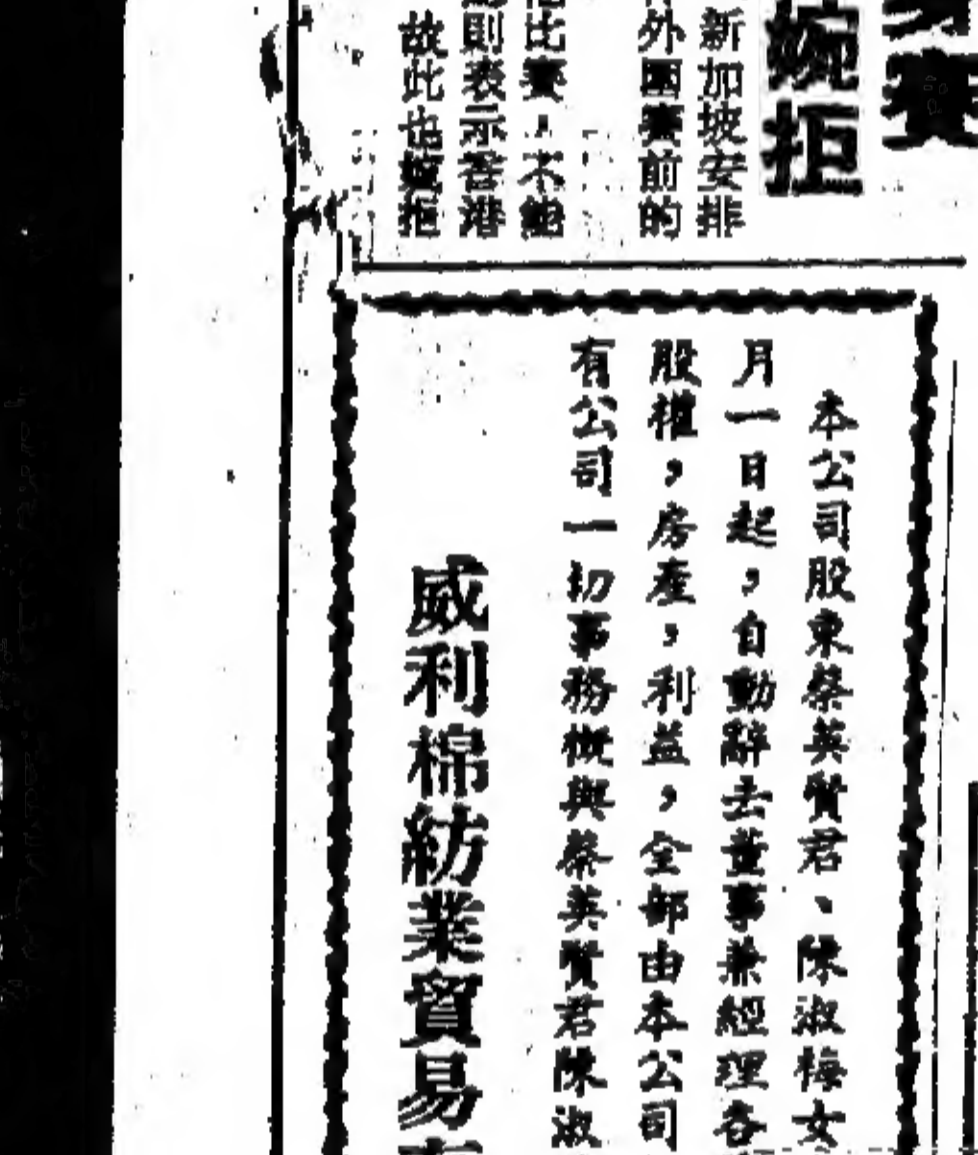 賽
婉拒
新加坡安排
外圍賽前的
比賽，不能
則表示香港
故此也婉拒
本公司股東蔡英賢君、陳淑梅女
月一日起，自動辭去董事兼經理各
股權，房產，利益，全部由本公司
有公司一切事務概與蔡英賢君陳淑
威利棉紡業貿易